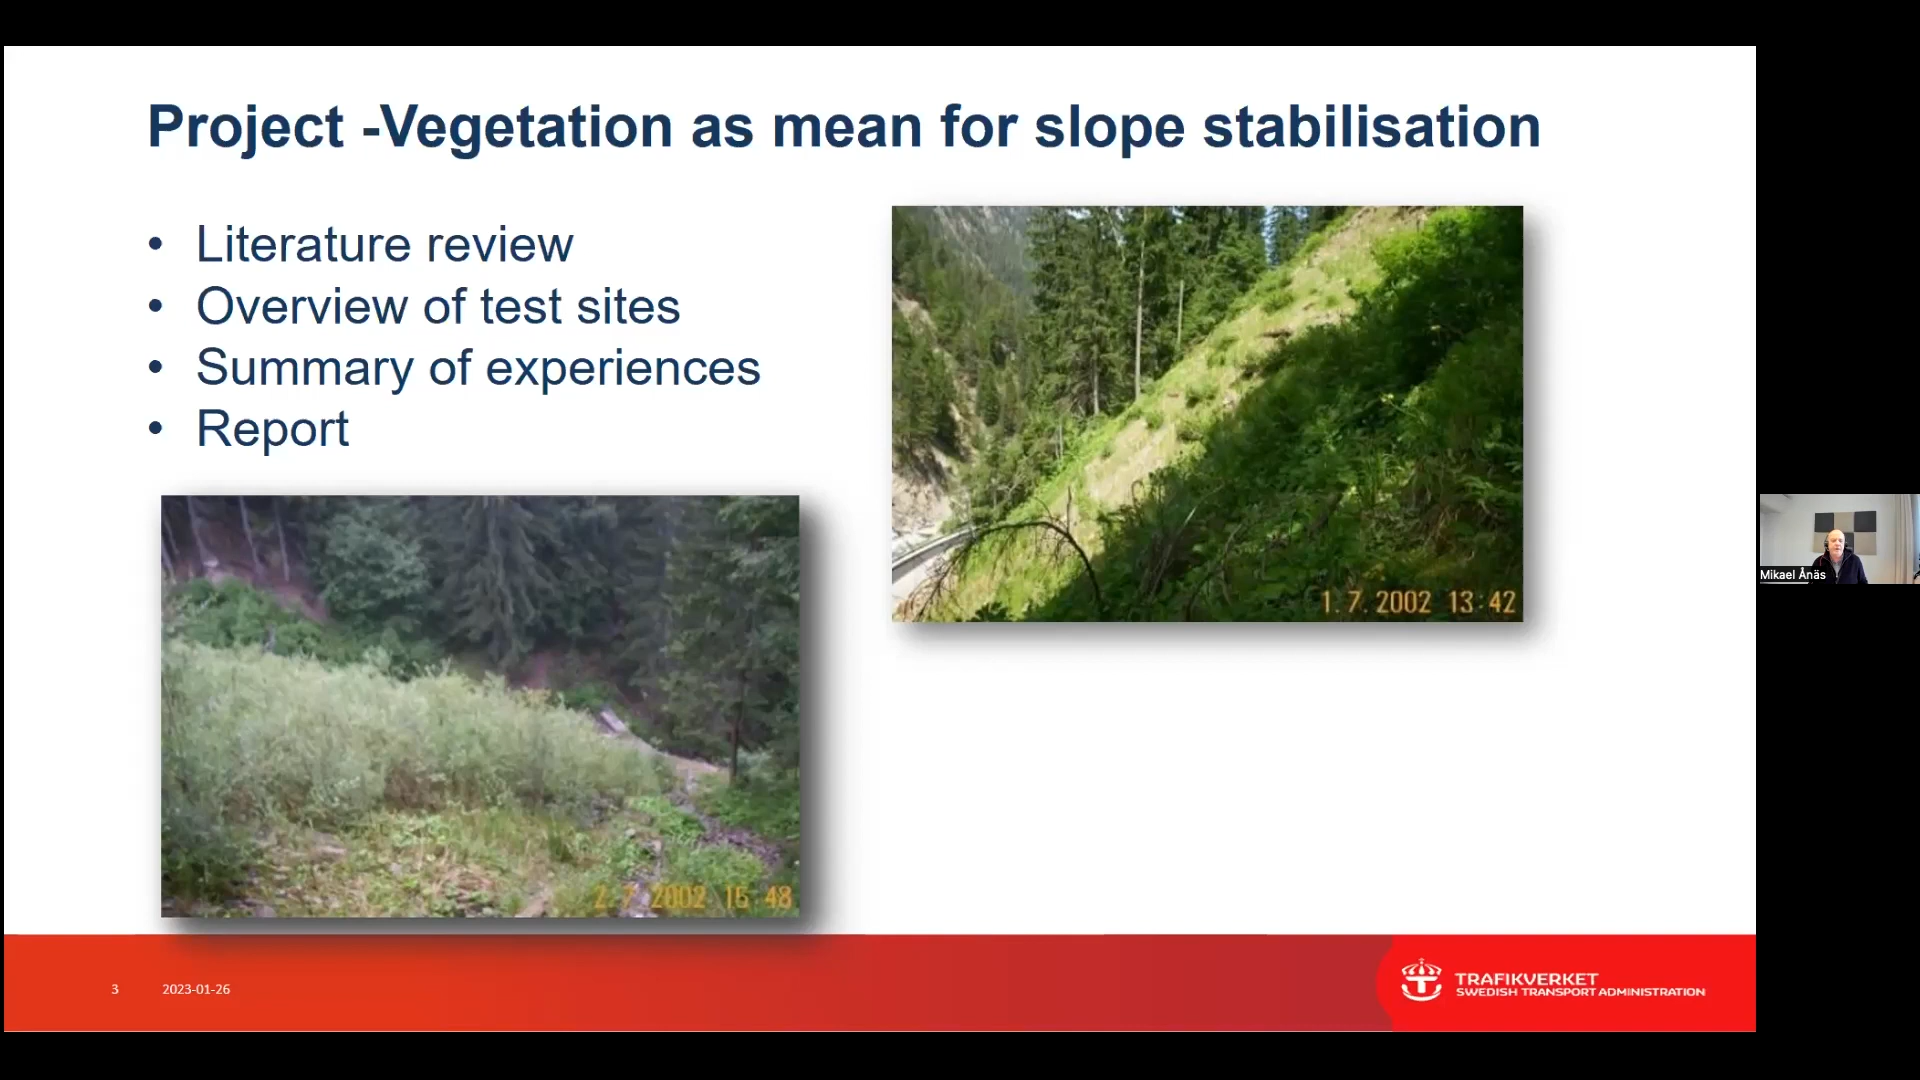 Project -Vegetation as mean for slope stabilisation
• Literature review
• Overview of test sites
• Summary of experiences
• Report
1. 7. 2002 13:42
2. 7. 2002 15:48
Mikael Ånäs
3
2023-01-26
TRAFIKVERKET
SWEDISH TRANSPORT ADMINISTRATION